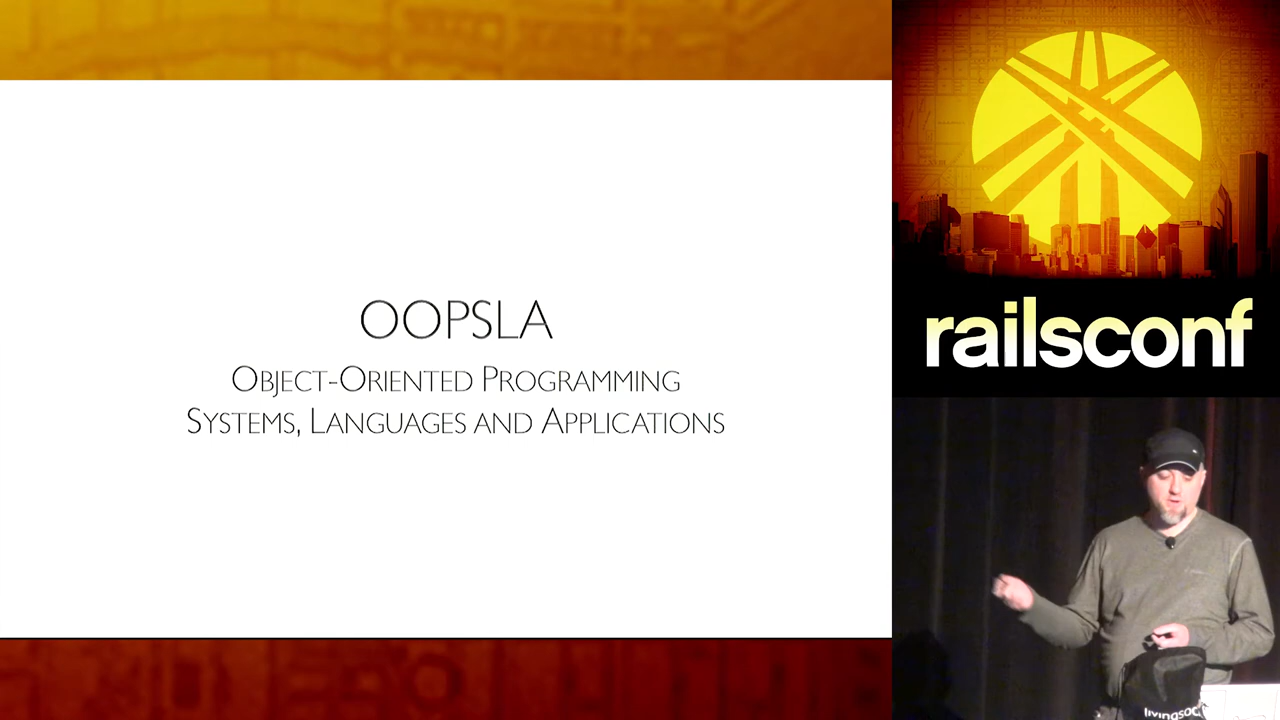 OOPSLA
OBJECT-ORIENTED PROGRAMMING
SYSTEMS, LANGUAGES AND APPLICATIONS
railsconf